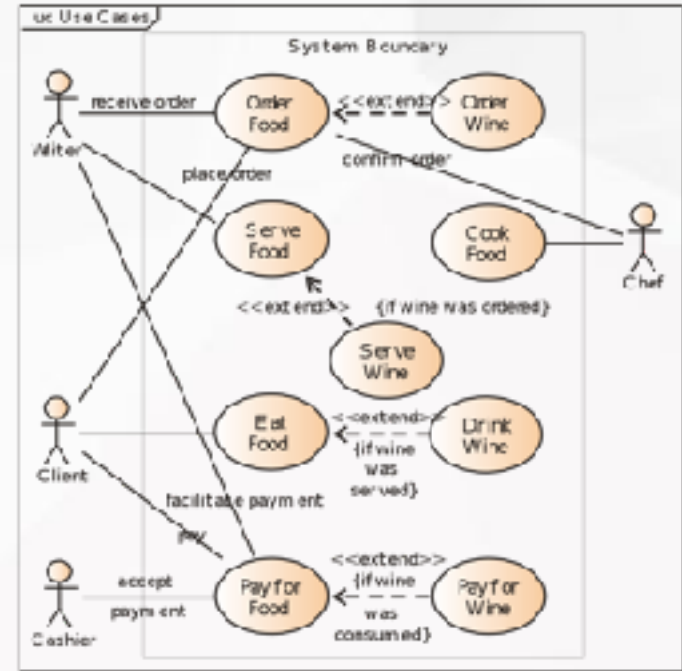 uc Use Cases
System Boundary
receive order
Order
Food
<<extend>>
Order
Wine
confirm order
place order
Serve
Food
Cook
Food
Chef
<<extend>>
{if wine was ordered}
Serve
Wine
Eat
Food
<<extend>>
{if wine
was
served}
Drink
Wine
Client
facilitate payment
pay
accept
payment
Pay for
Food
<<extend>>
{if wine
was
consumed}
Pay for
Wine
Cashier